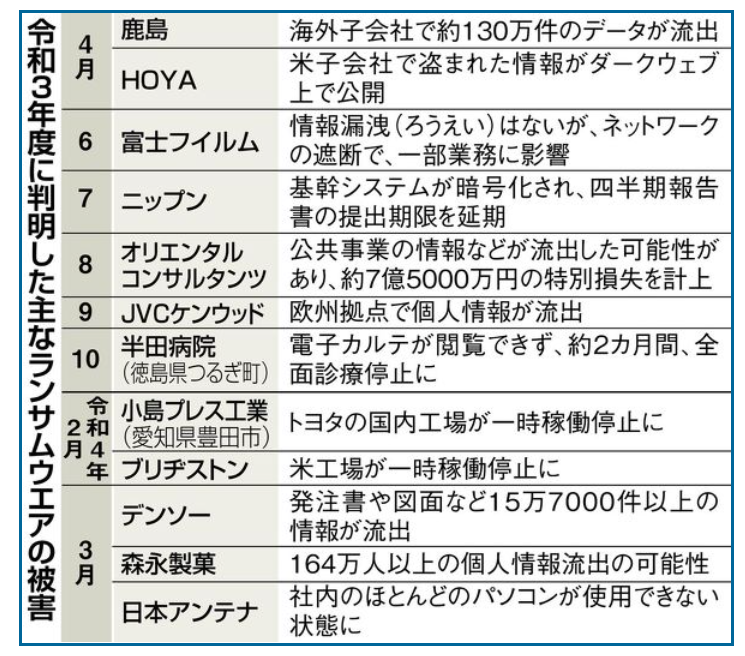 令和3年度に判明した主なランサムウエアの被害
4月
鹿島
海外子会社で約130万件のデータが流出
HOYA
米子会社で盗まれた情報がダークウェブ
上で公開
6
富士フイルム
情報漏洩(ろうえい)はないが、ネットワーク
の遮断で、一部業務に影響
7
ニップン
基幹システムが暗号化され、四半期報告
書の提出期限を延期
8
オリエンタル
コンサルタンツ
公共事業の情報などが流出した可能性が
あり、約7億5000万円の特別損失を計上
9
JVCケンウッド
欧州拠点で個人情報が流出
10
半田病院
(徳島県つるぎ町)
電子カルテが閲覧できず、約2カ月間、全
面診療停止に
令和4年
2月
小島プレス工業
(愛知県豊田市)
トヨタの国内工場が一時稼働停止に
ブリヂストン
米工場が一時稼働停止に
3月
デンソー
発注書や図面など15万7000件以上の
情報が流出
森永製菓
164万人以上の個人情報流出の可能性
日本アンテナ
社内のほとんどのパソコンが使用できない
状態に